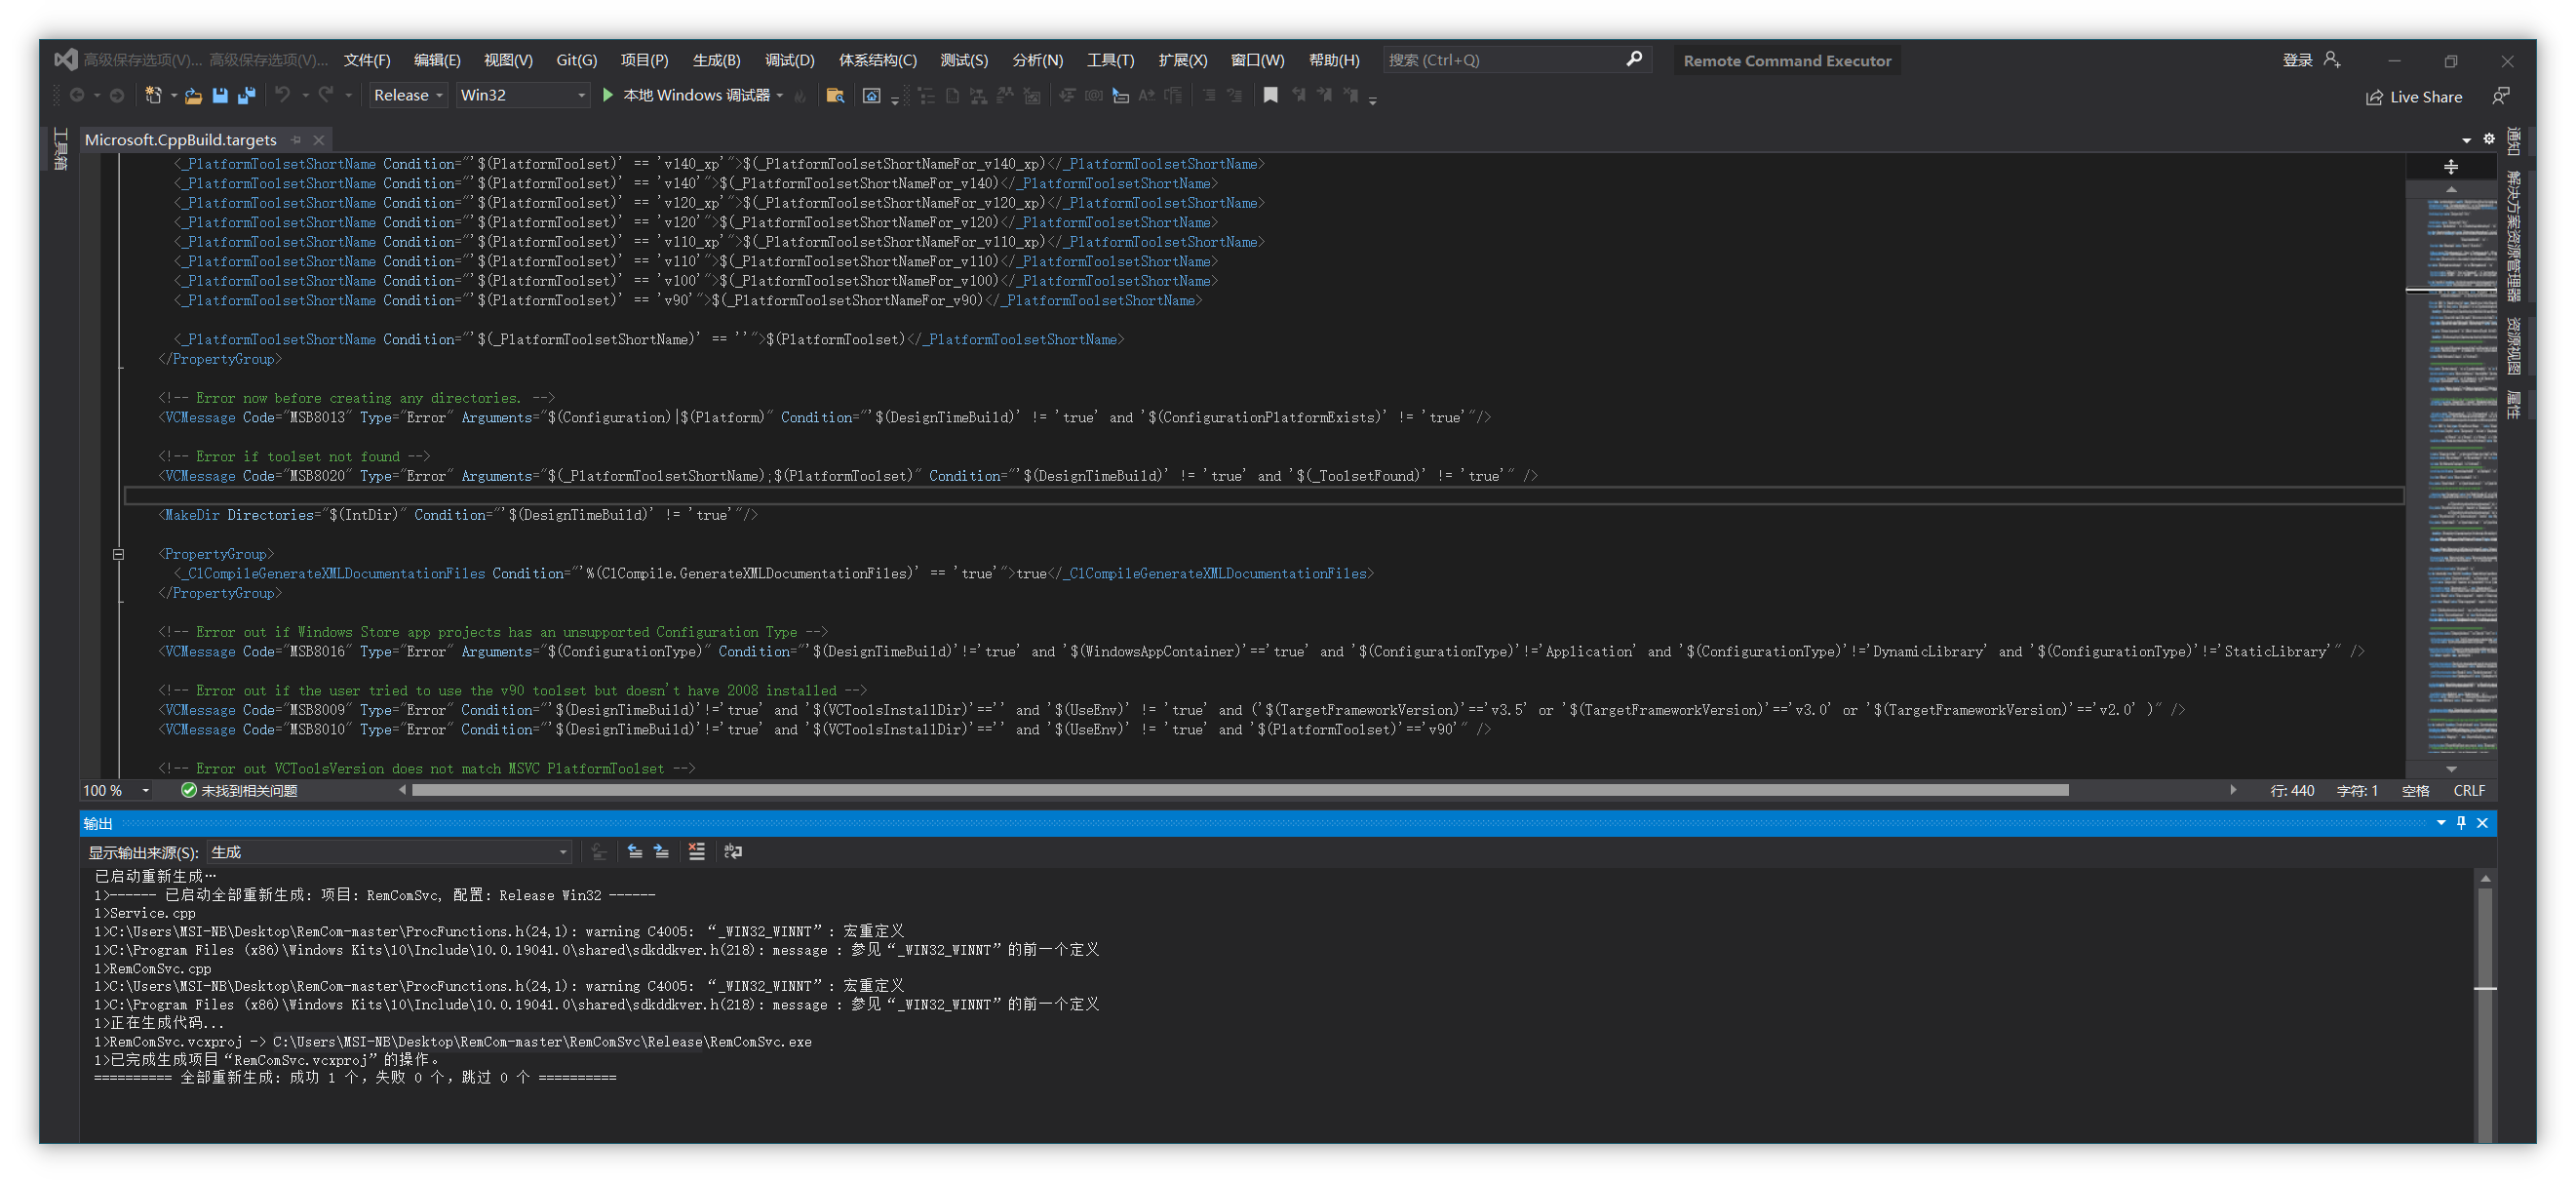 高级保存选项(V)... 高级保存选项(V)... 文件(F) 编辑(E) 视图(V) Git(G) 项目(P) 生成(B) 调试(D) 体系结构(C) 测试(S) 分析(N) 工具(T) 扩展(X) 窗口(W) 帮助(H) 搜索 (Ctrl+Q) Remote Command Executor 登录
Release Win32 本地 Windows 调试器 Live Share
工具箱
Microsoft.CppBuild.targets
<_PlatformToolsetShortName Condition="'$(PlatformToolset)' == 'v140_xp'">$(_PlatformToolsetShortNameFor_v140_xp)</_PlatformToolsetShortName>
<_PlatformToolsetShortName Condition="'$(PlatformToolset)' == 'v140'">$(_PlatformToolsetShortNameFor_v140)</_PlatformToolsetShortName>
<_PlatformToolsetShortName Condition="'$(PlatformToolset)' == 'v120_xp'">$(_PlatformToolsetShortNameFor_v120_xp)</_PlatformToolsetShortName>
<_PlatformToolsetShortName Condition="'$(PlatformToolset)' == 'v120'">$(_PlatformToolsetShortNameFor_v120)</_PlatformToolsetShortName>
<_PlatformToolsetShortName Condition="'$(PlatformToolset)' == 'v110_xp'">$(_PlatformToolsetShortNameFor_v110_xp)</_PlatformToolsetShortName>
<_PlatformToolsetShortName Condition="'$(PlatformToolset)' == 'v110'">$(_PlatformToolsetShortNameFor_v110)</_PlatformToolsetShortName>
<_PlatformToolsetShortName Condition="'$(PlatformToolset)' == 'v100'">$(_PlatformToolsetShortNameFor_v100)</_PlatformToolsetShortName>
<_PlatformToolsetShortName Condition="'$(PlatformToolset)' == 'v90'">$(_PlatformToolsetShortNameFor_v90)</_PlatformToolsetShortName>
<_PlatformToolsetShortName Condition="'$(_PlatformToolsetShortName)' == ''">$(PlatformToolset)</_PlatformToolsetShortName>
</PropertyGroup>
<!-- Error now before creating any directories. -->
<VCMessage Code="MSB8013" Type="Error" Arguments="$(Configuration)|$(Platform)" Condition="'$(DesignTimeBuild)' != 'true' and '$(ConfigurationPlatformExists)' != 'true'"/>
<!-- Error if toolset not found -->
<VCMessage Code="MSB8020" Type="Error" Arguments="$(_PlatformToolsetShortName);$(PlatformToolset)" Condition="'$(DesignTimeBuild)' != 'true' and '$(_ToolsetFound)' != 'true'" />
<MakeDir Directories="$(IntDir)" Condition="'$(DesignTimeBuild)' != 'true'"/>
<PropertyGroup>
<_ClCompileGenerateXMLDocumentationFiles Condition="'%(ClCompile.GenerateXMLDocumentationFiles)' == 'true'">true</_ClCompileGenerateXMLDocumentationFiles>
</PropertyGroup>
<!-- Error out if Windows Store app projects has an unsupported Configuration Type -->
<VCMessage Code="MSB8016" Type="Error" Arguments="$(ConfigurationType)" Condition="'$(DesignTimeBuild)'!='true' and '$(WindowsAppContainer)'=='true' and '$(ConfigurationType)'!='Application' and '$(ConfigurationType)'!='DynamicLibrary' and '$(ConfigurationType)'!='StaticLibrary'" />
<!-- Error out if the user tried to use the v90 toolset but doesn't have 2008 installed -->
<VCMessage Code="MSB8009" Type="Error" Condition="'$(DesignTimeBuild)'!='true' and '$(VCToolsInstallDir)'=='' and '$(UseEnv)' != 'true' and ('$(TargetFrameworkVersion)'=='v3.5' or '$(TargetFrameworkVersion)'=='v3.0' or '$(TargetFrameworkVersion)'=='v2.0' )" />
<VCMessage Code="MSB8010" Type="Error" Condition="'$(DesignTimeBuild)'!='true' and '$(VCToolsInstallDir)'=='' and '$(UseEnv)' != 'true' and '$(PlatformToolset)'=='v90'" />
<!-- Error out VCToolsVersion does not match MSVC PlatformToolset -->
通知
解决方案资源管理器
资源视图
属性
100 % 未找到相关问题 行: 440 字符: 1 空格 CRLF
输出
显示输出来源(S): 生成
已启动重新生成…
1>------ 已启动全部重新生成: 项目: RemComSvc, 配置: Release Win32 ------
1>Service.cpp
1>C:\Users\MSI-NB\Desktop\RemCom-master\ProcFunctions.h(24,1): warning C4005: “_WIN32_WINNT”: 宏重定义
1>C:\Program Files (x86)\Windows Kits\10\Include\10.0.19041.0\shared\sdkddkver.h(218): message : 参见“_WIN32_WINNT”的前一个定义
1>RemComSvc.cpp
1>C:\Users\MSI-NB\Desktop\RemCom-master\ProcFunctions.h(24,1): warning C4005: “_WIN32_WINNT”: 宏重定义
1>C:\Program Files (x86)\Windows Kits\10\Include\10.0.19041.0\shared\sdkddkver.h(218): message : 参见“_WIN32_WINNT”的前一个定义
1>正在生成代码...
1>RemComSvc.vcxproj -> C:\Users\MSI-NB\Desktop\RemCom-master\RemComSvc\Release\RemComSvc.exe
1>已完成生成项目“RemComSvc.vcxproj”的操作。
========== 全部重新生成: 成功 1 个，失败 0 个，跳过 0 个 ==========